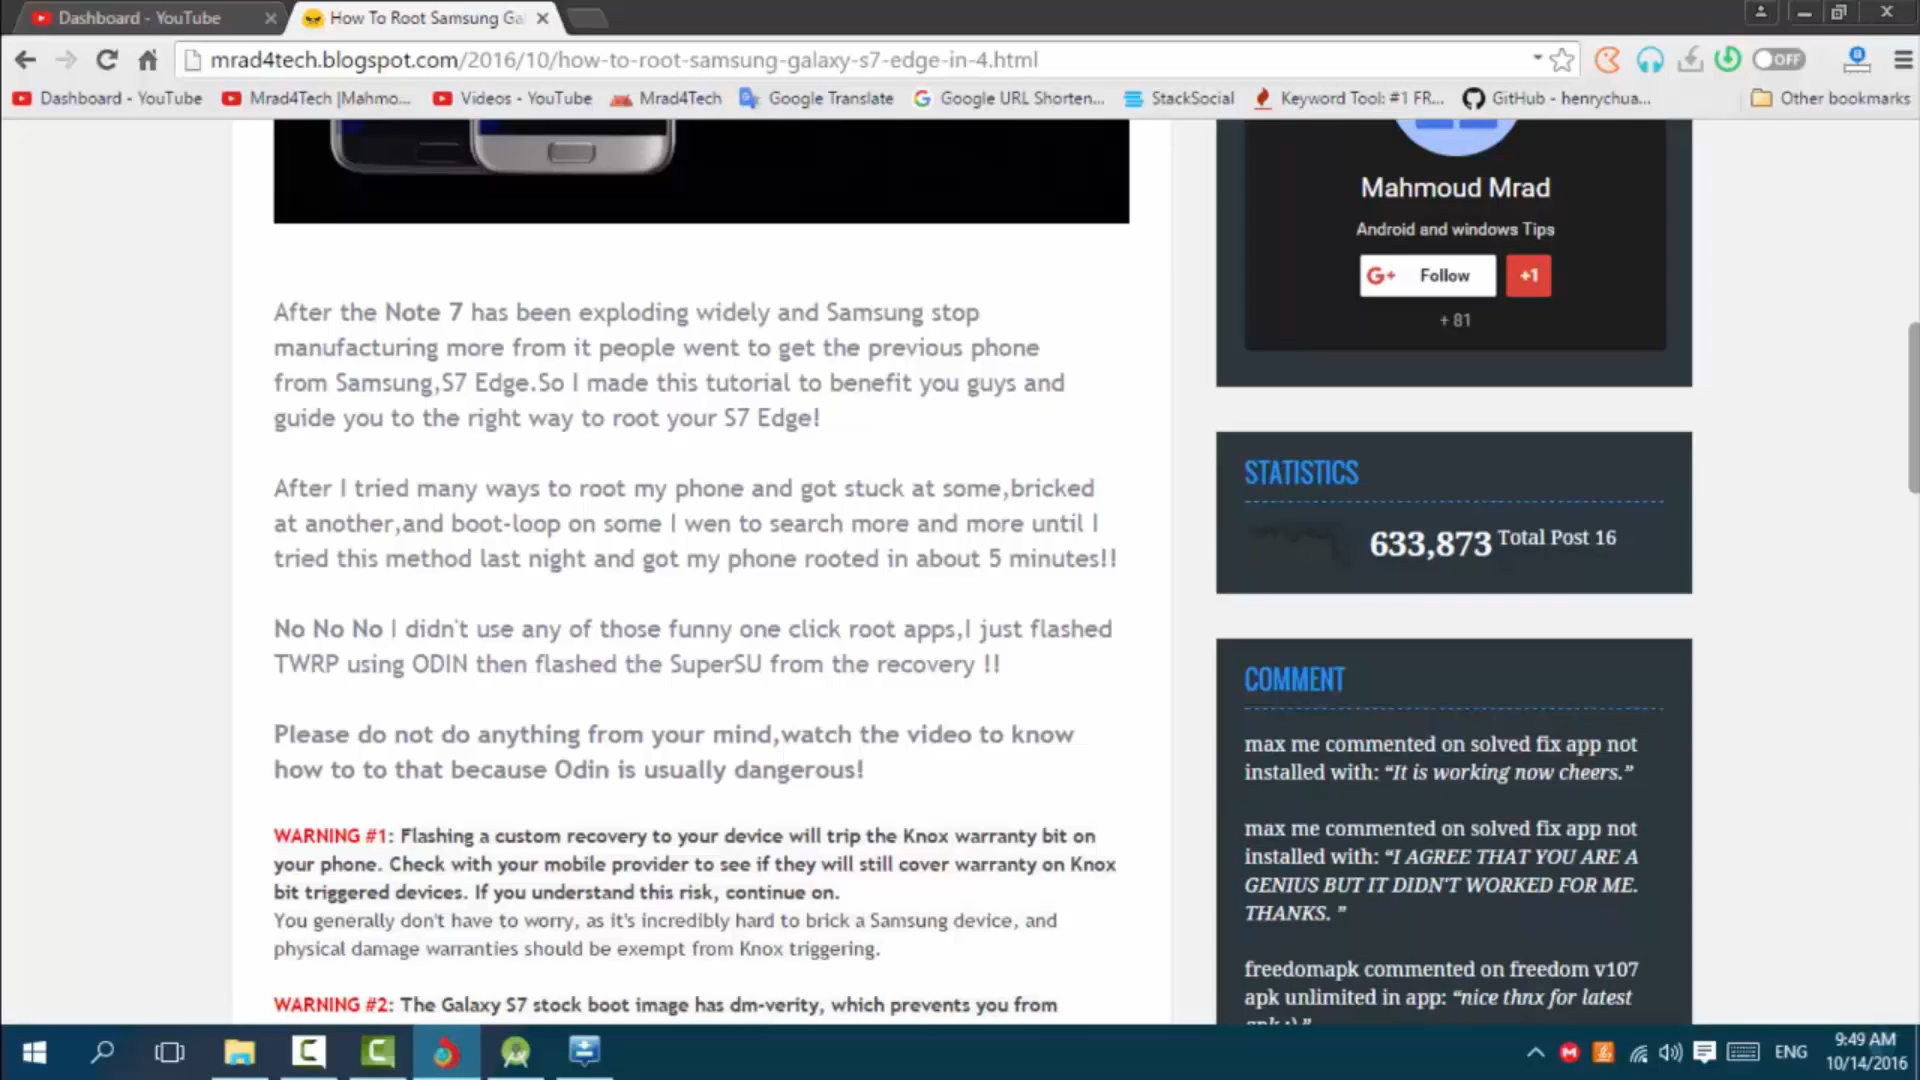 Dashboard - YouTube
How To Root Samsung Ga
mrad4tech.blogspot.com/2016/10/how-to-root-samsung-galaxy-s7-edge-in-4.html
OFF
Dashboard - YouTube
Mrad4Tech |Mahmo...
Videos - YouTube
Mrad4Tech
Google Translate
Google URL Shorten...
StackSocial
Keyword Tool: #1 FR...
GitHub - henrychua...
Other bookmarks
After the Note 7 has been exploding widely and Samsung stop
manufacturing more from it people went to get the previous phone
from Samsung,S7 Edge.So I made this tutorial to benefit you guys and
guide you to the right way to root your S7 Edge!
After I tried many ways to root my phone and got stuck at some,bricked
at another,and boot-loop on some I wen to search more and more until I
tried this method last night and got my phone rooted in about 5 minutes!!
No No No I didn't use any of those funny one click root apps,I just flashed
TWRP using ODIN then flashed the SuperSU from the recovery !!
Please do not do anything from your mind,watch the video to know
how to to that because Odin is usually dangerous!
WARNING #1: Flashing a custom recovery to your device will trip the Knox warranty bit on
your phone. Check with your mobile provider to see if they will still cover warranty on Knox
bit triggered devices. If you understand this risk, continue on.
You generally don't have to worry, as it's incredibly hard to brick a Samsung device, and
physical damage warranties should be exempt from Knox triggering.
WARNING #2: The Galaxy S7 stock boot image has dm-verity, which prevents you from
Mahmoud Mrad
Android and windows Tips
G+ Follow
+1
+ 81
STATISTICS
633,873 Total Post 16
COMMENT
max me commented on solved fix app not
installed with: “It is working now cheers.”
max me commented on solved fix app not
installed with: “I AGREE THAT YOU ARE A
GENIUS BUT IT DIDN'T WORKED FOR ME.
THANKS. ”
freedomapk commented on freedom v107
apk unlimited in app: “nice thnx for latest
ENG
9:49 AM
10/14/2016